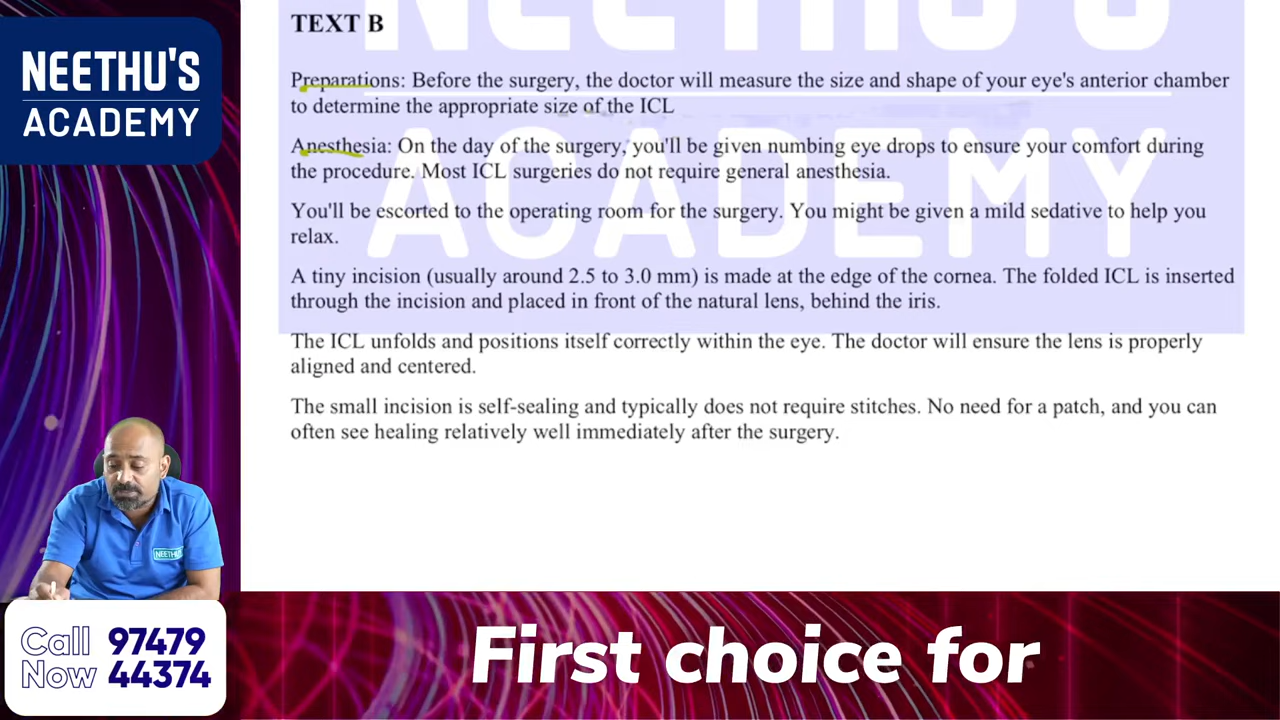 NEETHU'S
ACADEMY
TEXT B
Preparations: Before the surgery, the doctor will measure the size and shape of your eye's anterior chamber
to determine the appropriate size of the ICL
Anesthesia: On the day of the surgery, you'll be given numbing eye drops to ensure your comfort during
the procedure. Most ICL surgeries do not require general anesthesia.
You'll be escorted to the operating room for the surgery. You might be given a mild sedative to help you
relax.
A tiny incision (usually around 2.5 to 3.0 mm) is made at the edge of the cornea. The folded ICL is inserted
through the incision and placed in front of the natural lens, behind the iris.
The ICL unfolds and positions itself correctly within the eye. The doctor will ensure the lens is properly
aligned and centered.
The small incision is self-sealing and typically does not require stitches. No need for a patch, and you can
often see healing relatively well immediately after the surgery.
NEETHU'S
ACADEMY
NEETHU'S
Call 97479
Now 44374
First choice for